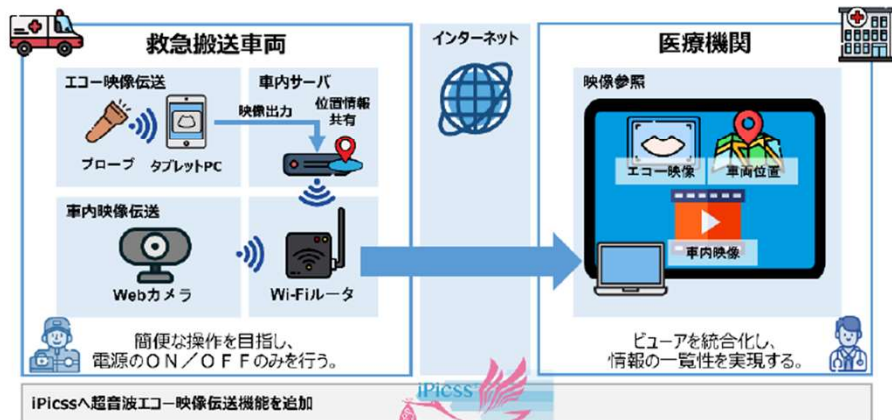 救急搬送車両
エコー映像伝送
プローブ
タブレットPC
映像出力
車内サーバ
位置情報
共有
車内映像伝送
Webカメラ
Wi-Fiルータ
簡便な操作を目指し、
電源のON/OFFのみを行う。
インターネット
医療機関
映像参照
エコー映像
車両位置
車内映像
ビューアを統合化し、
情報の一覧性を実現する。
iPicssへ超音波エコー映像伝送機能を追加
iPicss